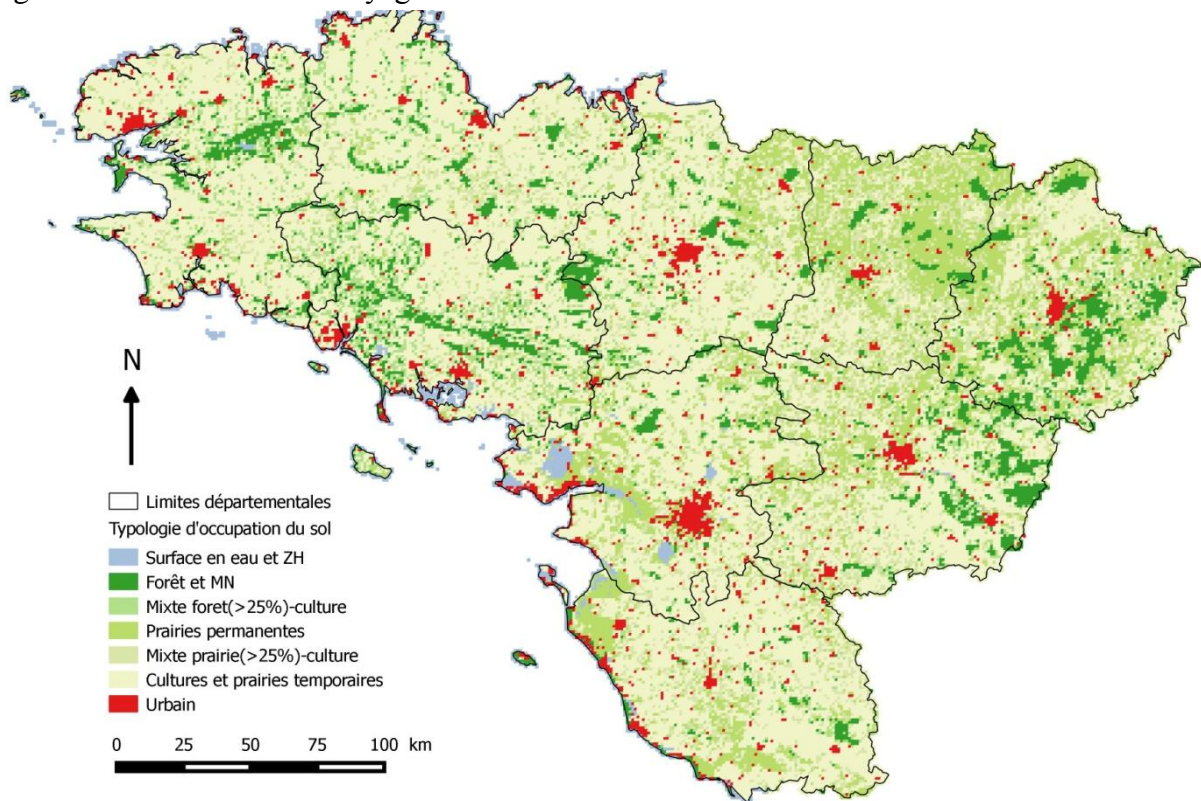 N
Limites départementales
Typologie d'occupation du sol
Surface en eau et ZH
Forêt et MN
Mixte foret(>25%)-culture
Prairies permanentes
Mixte prairie(>25%)-culture
Cultures et prairies temporaires
Urbain
0 25 50 75 100 km